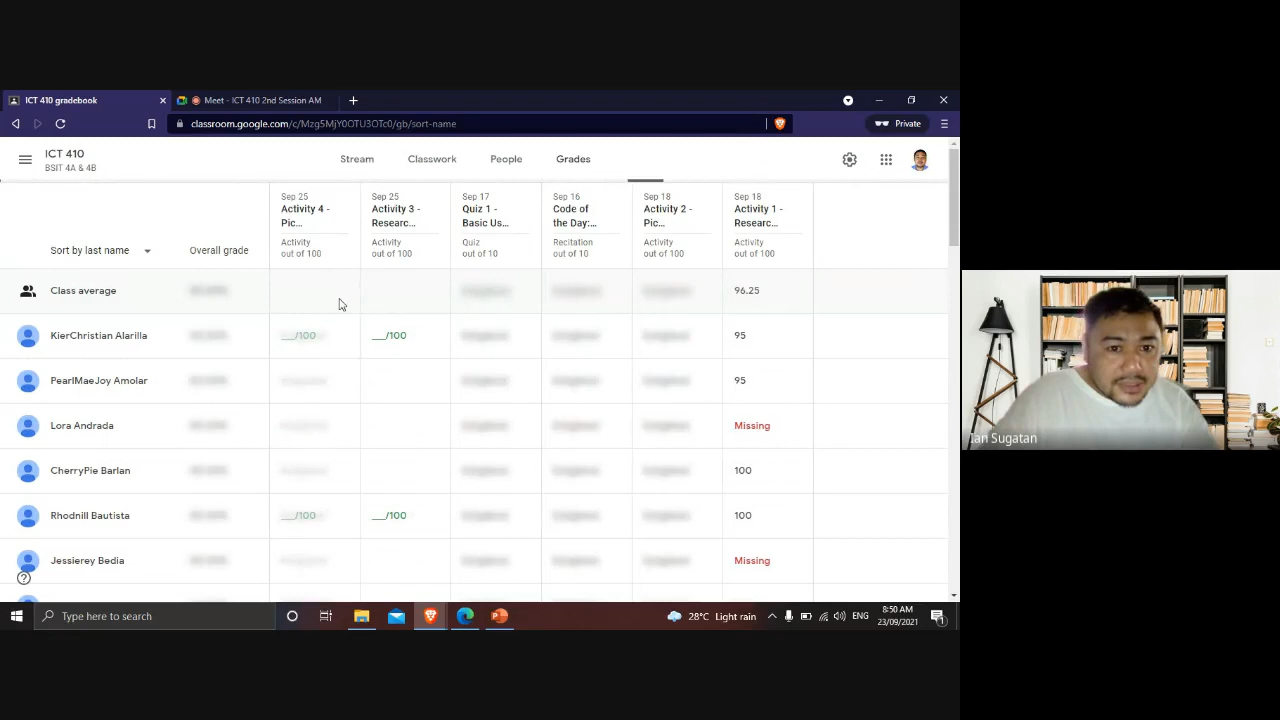 ICT 410 gradebook
Meet - ICT 410 2nd Session AM
classroom.google.com/c/Mzg5MjY0OTU3OTc0/gb/sort-name
Private
ICT 410
BSIT 4A & 4B
Stream
Classwork
People
Grades
Sort by last name
Overall grade
Sep 25
Activity 4 -
Pic...
Activity
out of 100
Sep 25
Activity 3 -
Researc...
Activity
out of 100
Sep 17
Quiz 1 -
Basic Us...
Quiz
out of 10
Sep 16
Code of
the Day:...
Recitation
out of 10
Sep 18
Activity 2 -
Pic...
Activity
out of 100
Sep 18
Activity 1 -
Researc...
Activity
out of 100
Class average 96.25
KierChristian Alarilla __/100 __/100 95
PearlMaeJoy Amolar 95
Lora Andrada Missing
CherryPie Barlan 100
Rhodnill Bautista __/100 __/100 100
Jessierey Bedia Missing
Type here to search
28°C Light rain
ENG
8:50 AM
23/09/2021
1
Ian Sugatan